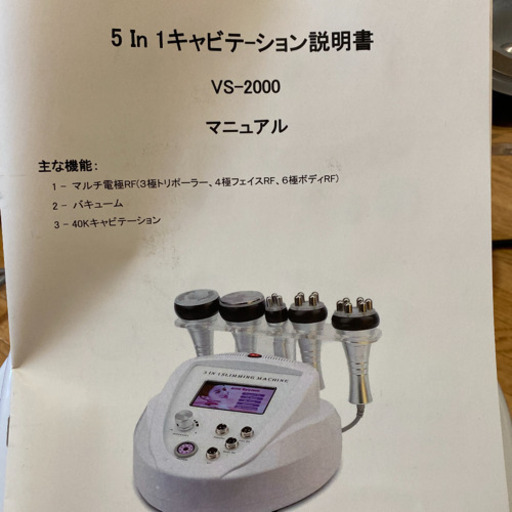 5 In 1キャビテーション説明書
VS-2000
マニュアル
主な機能:
1 - マルチ電極RF(3極トリポーラー、4極フェイスRF、6極ボディRF)
2 - バキューム
3 - 40Kキャビテーション
5 IN 1 SLIMMING MACHINE